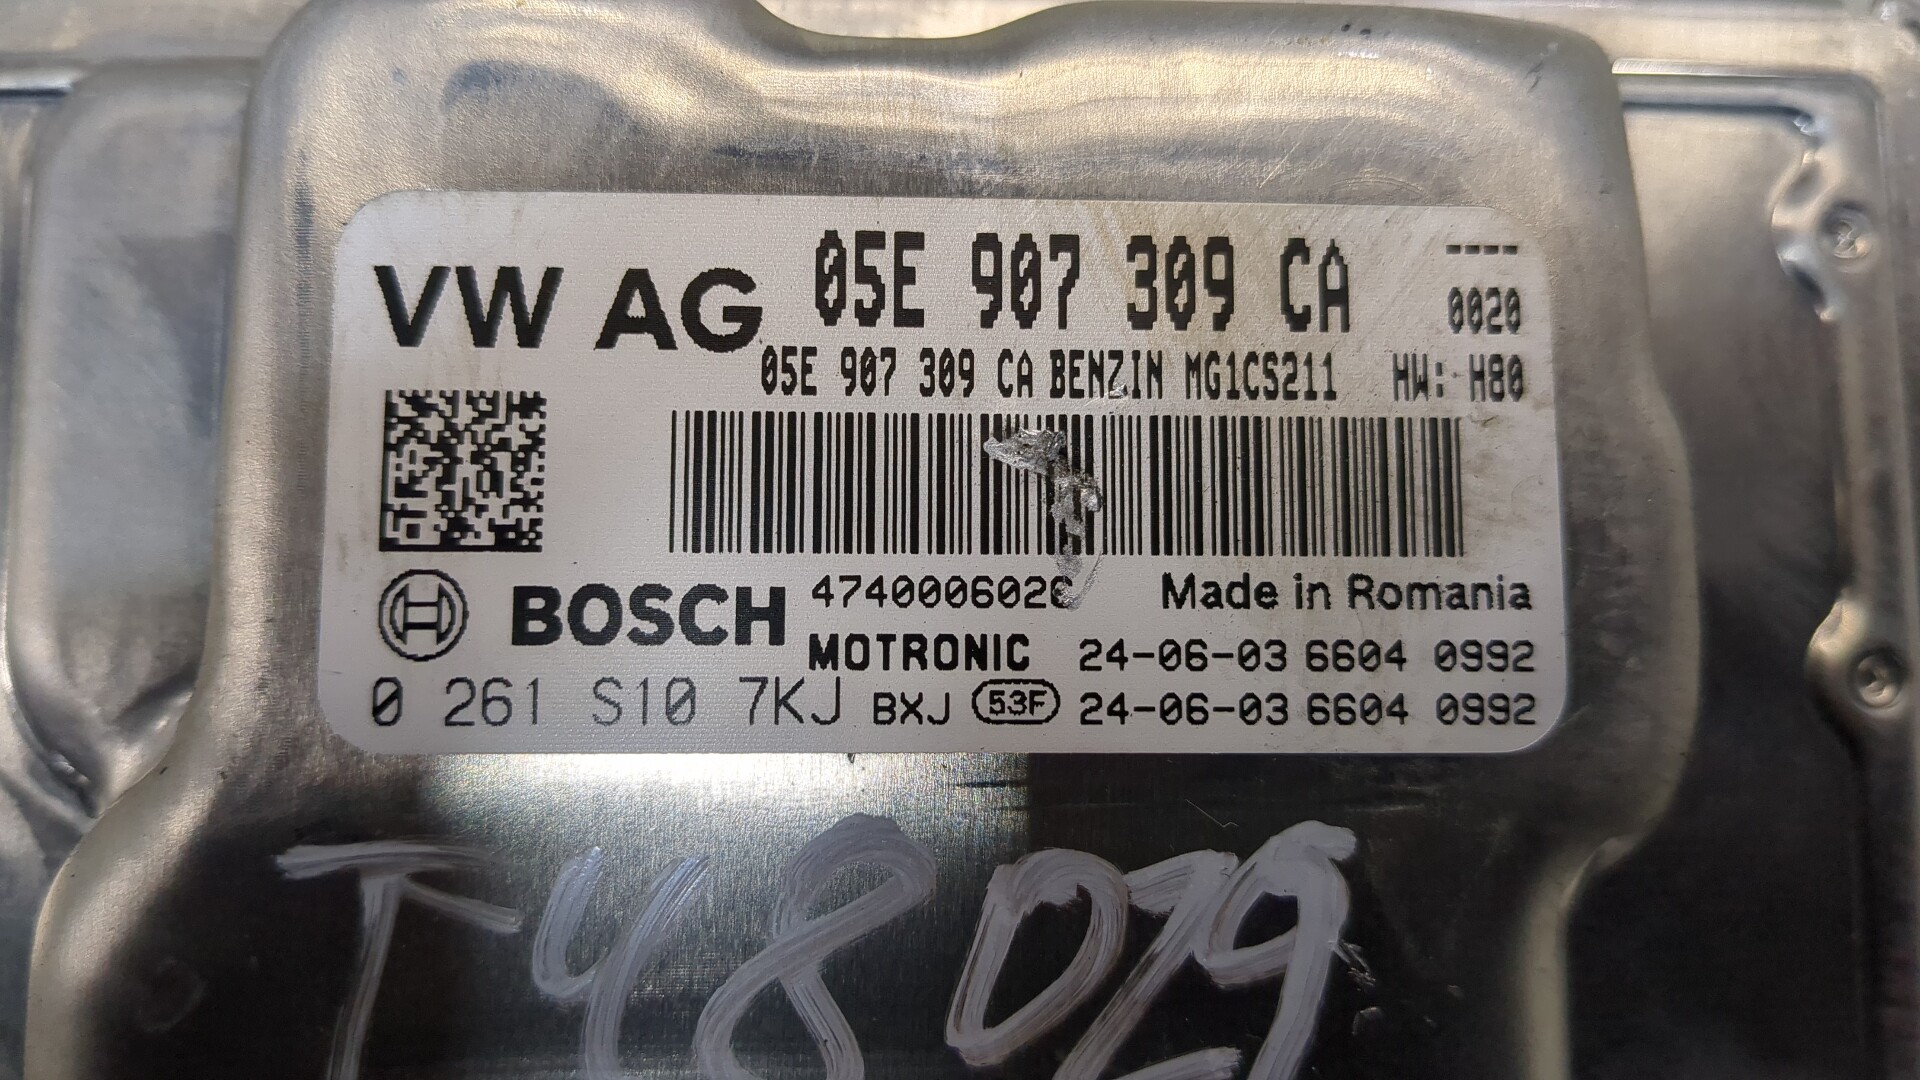 VW AG 05E 907 309 CA ----
0020
05E 907 309 CA BENZIN MG1CS211 HW: H80
BOSCH Made in Romania
MOTRONIC 24-06-03 6604 0992
0 261 S10 7KJ BXJ 53F 24-06-03 6604 0992